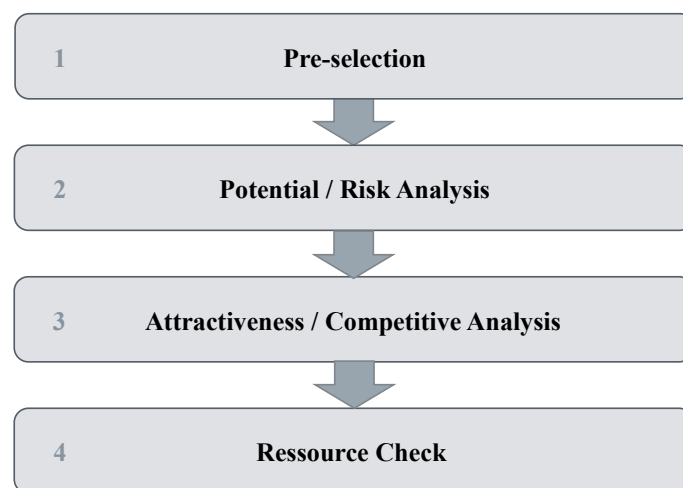 1 Pre-selection
2 Potential / Risk Analysis
3 Attractiveness / Competitive Analysis
4 Ressource Check